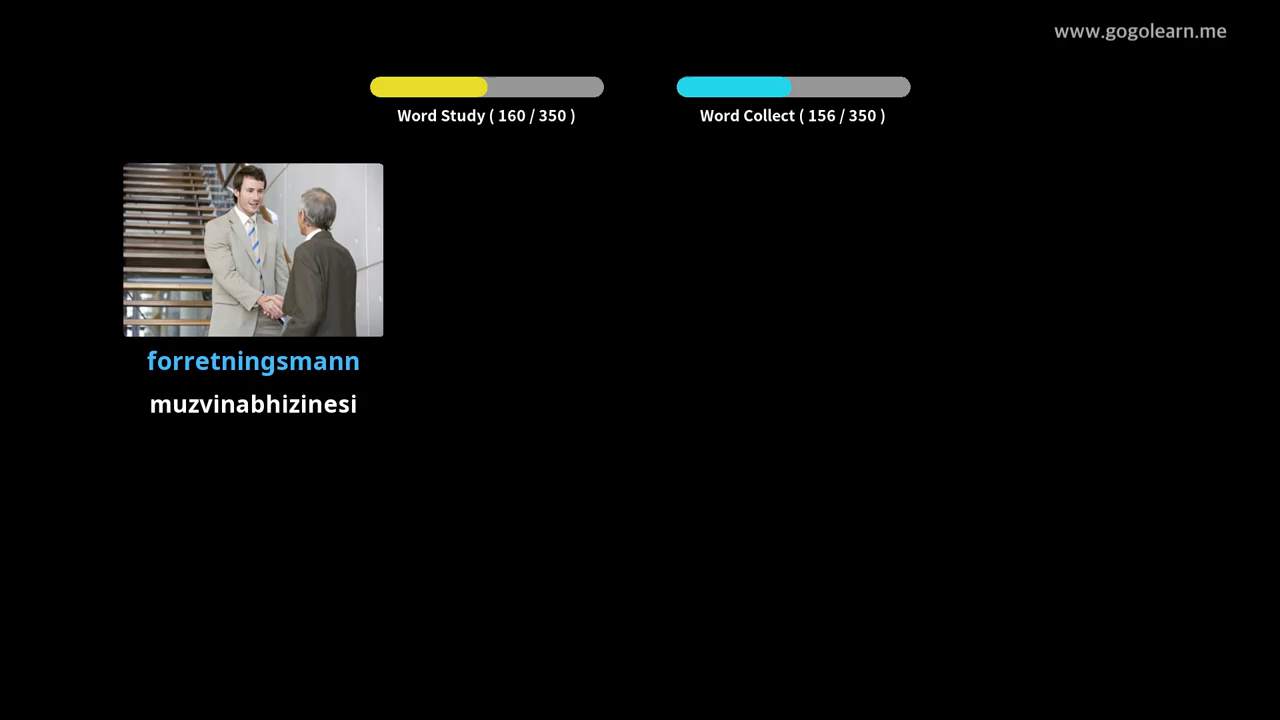 www.gogolearn.me
Word Study ( 160 / 350 )
Word Collect ( 156 / 350 )
forretningsmann
muzvinabhizinesi